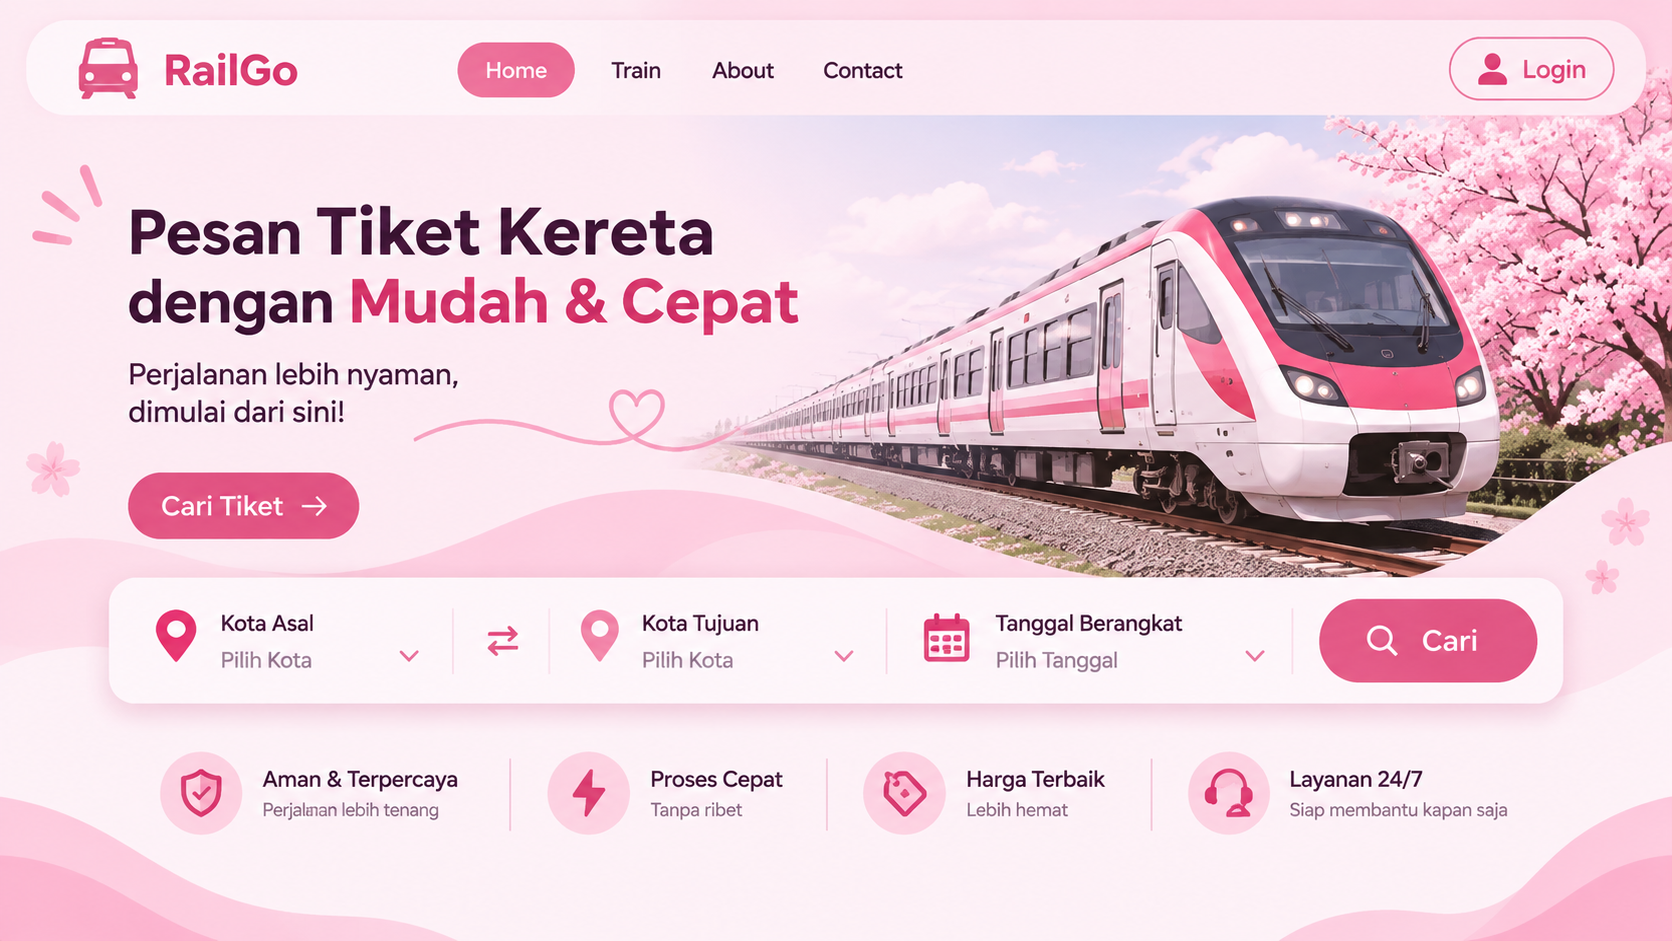 RailGo
Home
Train
About
Contact
Login
Pesan Tiket Kereta
dengan Mudah & Cepat
Perjalanan lebih nyaman,
dimulai dari sini!
Cari Tiket
Kota Asal
Pilih Kota
Kota Tujuan
Pilih Kota
Tanggal Berangkat
Pilih Tanggal
Cari
Aman & Terpercaya
Perjalanan lebih tenang
Proses Cepat
Tanpa ribet
Harga Terbaik
Lebih hemat
Layanan 24/7
Siap membantu kapan saja